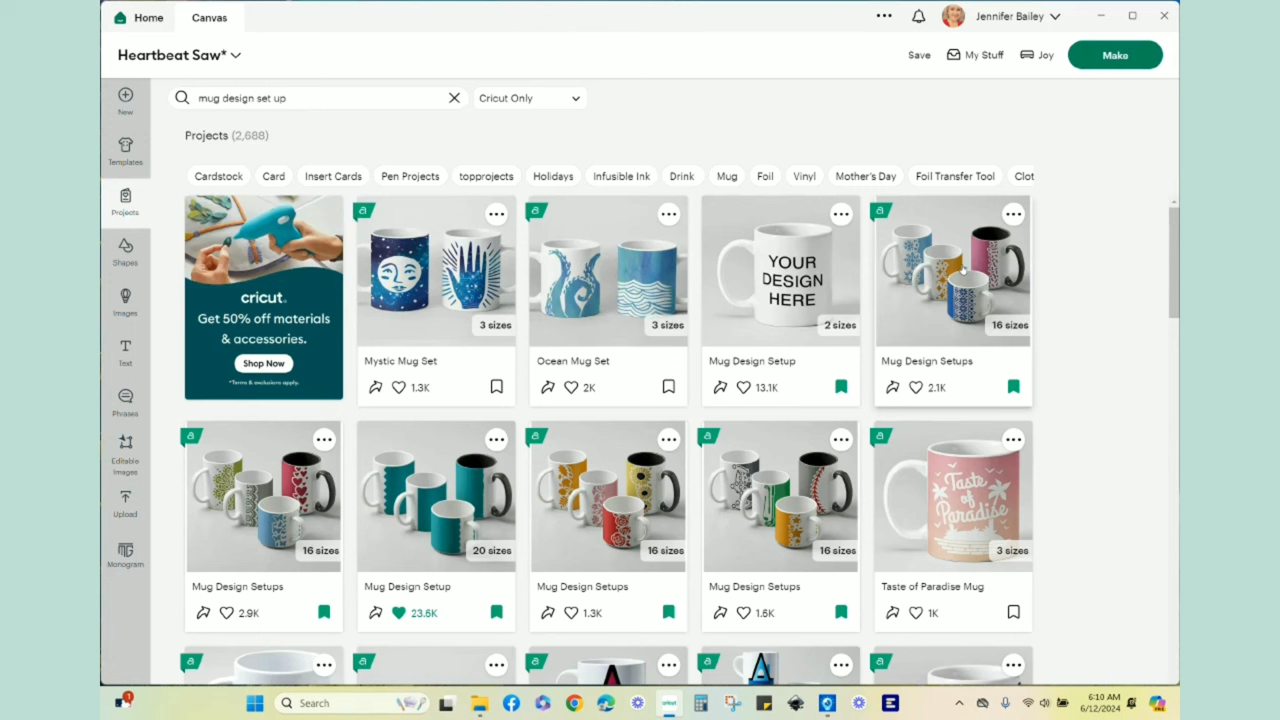 Home
Canvas
Jennifer Bailey
Heartbeat Saw*
Save
My Stuff
Joy
Make
New
Templates
Projects
Shapes
Images
Text
Phrases
Editable
Images
Upload
Monogram
mug design set up
Cricut Only
Projects (2,688)
Cardstock
Card
Insert Cards
Pen Projects
topprojects
Holidays
Infusible Ink
Drink
Mug
Foil
Vinyl
Mother's Day
Foil Transfer Tool
Clot
cricut
Get 50% off materials
& accessories.
Shop Now
*Terms & exclusions apply.
a
3 sizes
Mystic Mug Set
1.3K
a
3 sizes
Ocean Mug Set
2K
YOUR
DESIGN
HERE
2 sizes
Mug Design Setup
13.1K
a
16 sizes
Mug Design Setups
2.1K
a
16 sizes
Mug Design Setups
2.9K
20 sizes
Mug Design Setup
23.6K
a
16 sizes
Mug Design Setups
1.3K
a
16 sizes
Mug Design Setups
1.6K
a
Taste
of
Paradise
3 sizes
Taste of Paradise Mug
1K
a
a
a
A
a
A
a
1
Search
cricut
6:10 AM
6/12/2024